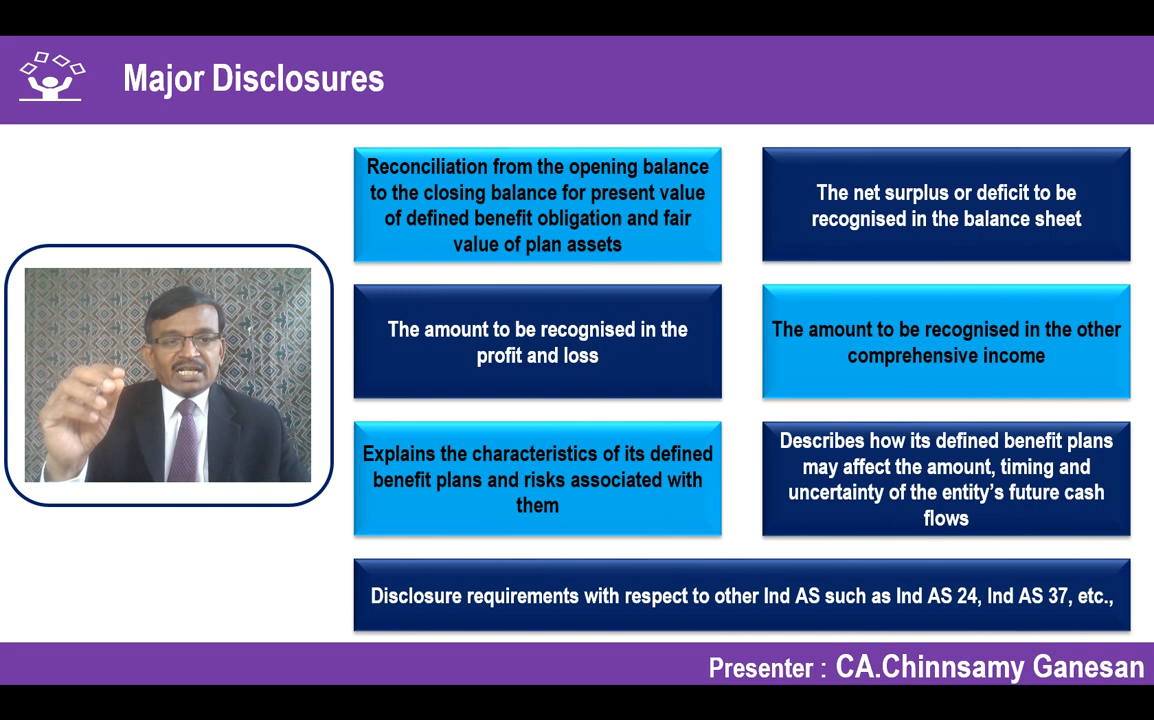 Major Disclosures
Reconciliation from the opening balance
to the closing balance for present value
of defined benefit obligation and fair
value of plan assets
The net surplus or deficit to be
recognised in the balance sheet
The amount to be recognised in the
profit and loss
The amount to be recognised in the other
comprehensive income
Explains the characteristics of its defined
benefit plans and risks associated with
them
Describes how its defined benefit plans
may affect the amount, timing and
uncertainty of the entity’s future cash
flows
Disclosure requirements with respect to other Ind AS such as Ind AS 24, Ind AS 37, etc.,
Presenter : CA.Chinnsamy Ganesan